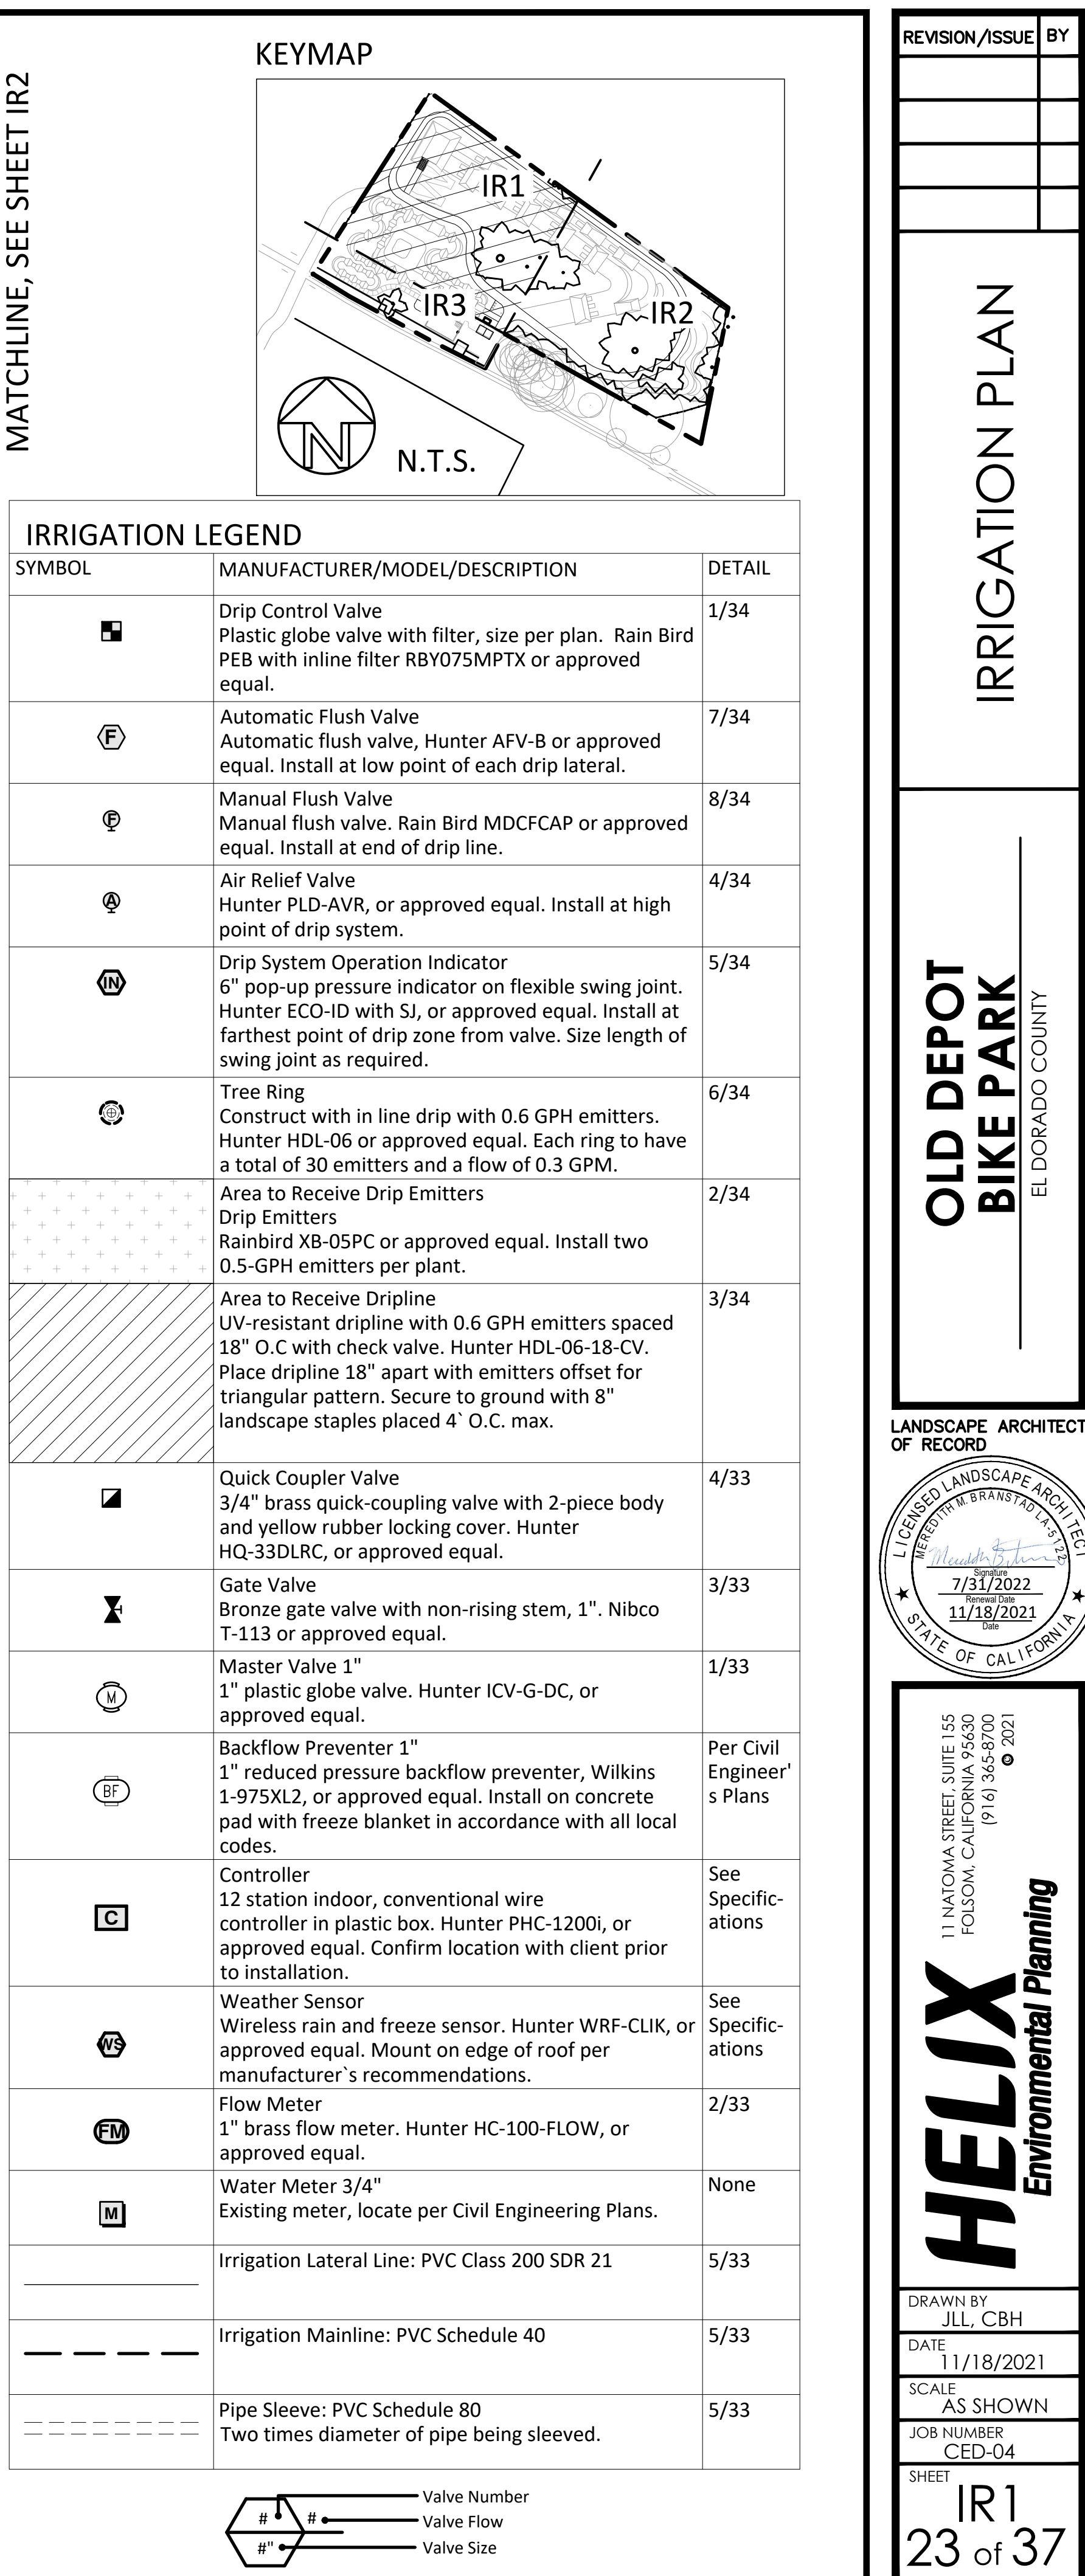 MATCHLINE, SEE SHEET IR2
KEYMAP
IR1
IR3
IR2
N
N.T.S.
IRRIGATION LEGEND
SYMBOL
MANUFACTURER/MODEL/DESCRIPTION
DETAIL
Drip Control Valve
1/34
Plastic globe valve with filter, size per plan. Rain Bird
PEB with inline filter RBY075MPTX or approved
equal.
F
Automatic Flush Valve
7/34
Automatic flush valve, Hunter AFV-B or approved
equal. Install at low point of each drip lateral.
F
Manual Flush Valve
8/34
Manual flush valve. Rain Bird MDCFCAP or approved
equal. Install at end of drip line.
A
Air Relief Valve
4/34
Hunter PLD-AVR, or approved equal. Install at high
point of drip system.
IN
Drip System Operation Indicator
5/34
6" pop-up pressure indicator on flexible swing joint.
Hunter ECO-ID with SJ, or approved equal. Install at
farthest point of drip zone from valve. Size length of
swing joint as required.
Tree Ring
6/34
Construct with in line drip with 0.6 GPH emitters.
Hunter HDL-06 or approved equal. Each ring to have
a total of 30 emitters and a flow of 0.3 GPM.
Area to Receive Drip Emitters
2/34
Drip Emitters
Rainbird XB-05PC or approved equal. Install two
0.5-GPH emitters per plant.
Area to Receive Dripline
3/34
UV-resistant dripline with 0.6 GPH emitters spaced
18" O.C with check valve. Hunter HDL-06-18-CV.
Place dripline 18" apart with emitters offset for
triangular pattern. Secure to ground with 8"
landscape staples placed 4` O.C. max.
Quick Coupler Valve
4/33
3/4" brass quick-coupling valve with 2-piece body
and yellow rubber locking cover. Hunter
HQ-33DLRC, or approved equal.
Gate Valve
3/33
Bronze gate valve with non-rising stem, 1". Nibco
T-113 or approved equal.
M
Master Valve 1"
1/33
1" plastic globe valve. Hunter ICV-G-DC, or
approved equal.
BF
Backflow Preventer 1"
Per Civil
Engineer'
s Plans
1" reduced pressure backflow preventer, Wilkins
1-975XL2, or approved equal. Install on concrete
pad with freeze blanket in accordance with all local
codes.
C
Controller
See
Specific-
ations
12 station indoor, conventional wire
controller in plastic box. Hunter PHC-1200i, or
approved equal. Confirm location with client prior
to installation.
WS
Weather Sensor
See
Specific-
ations
Wireless rain and freeze sensor. Hunter WRF-CLIK, or
approved equal. Mount on edge of roof per
manufacturer`s recommendations.
FM
Flow Meter
2/33
1" brass flow meter. Hunter HC-100-FLOW, or
approved equal.
M
Water Meter 3/4"
None
Existing meter, locate per Civil Engineering Plans.
Irrigation Lateral Line: PVC Class 200 SDR 21
5/33
Irrigation Mainline: PVC Schedule 40
5/33
Pipe Sleeve: PVC Schedule 80
5/33
Two times diameter of pipe being sleeved.
#
#
#"
Valve Number
Valve Flow
Valve Size
REVISION/ISSUE
BY
IRRIGATION PLAN
OLD DEPOT
BIKE PARK
EL DORADO COUNTY
LANDSCAPE ARCHITECT
OF RECORD
LICENSED LANDSCAPE ARCHITECT
MEREDITH M. BRANSTAD LA-5122
Signature
7/31/2022
Renewal Date
11/18/2021
Date
STATE OF CALIFORNIA
11 NATOMA STREET, SUITE 155
FOLSOM, CALIFORNIA 95630
(916) 365-8700
© 2021
HELIX
Environmental Planning
DRAWN BY
JLL, CBH
DATE
11/18/2021
SCALE
AS SHOWN
JOB NUMBER
CED-04
SHEET
IR1
23 of 37